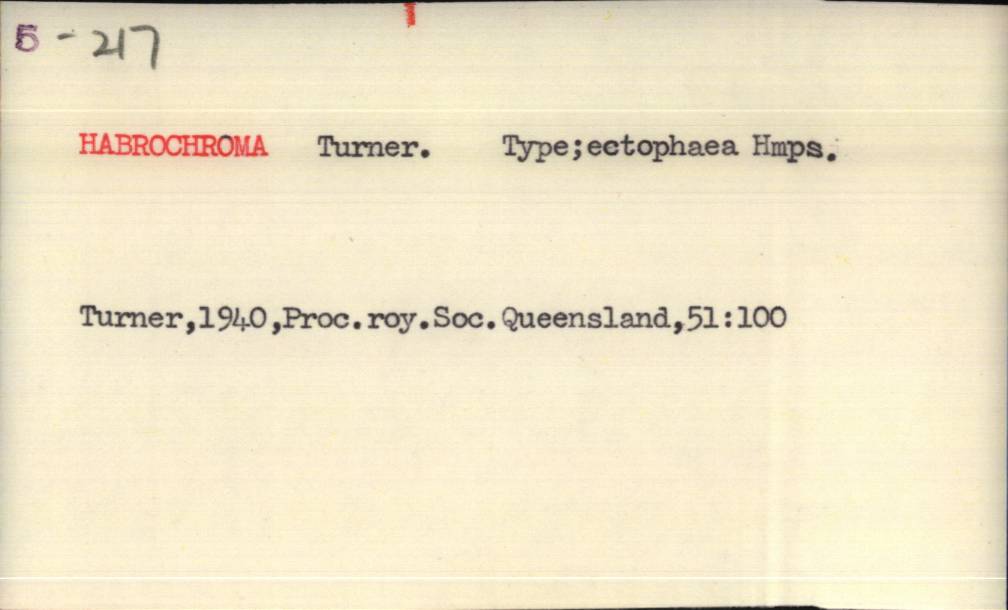 5 - 217
HABROCHROMA Turner. Type;ectophaea Hmps.
Turner,1940,Proc.roy.Soc.Queensland,51:100